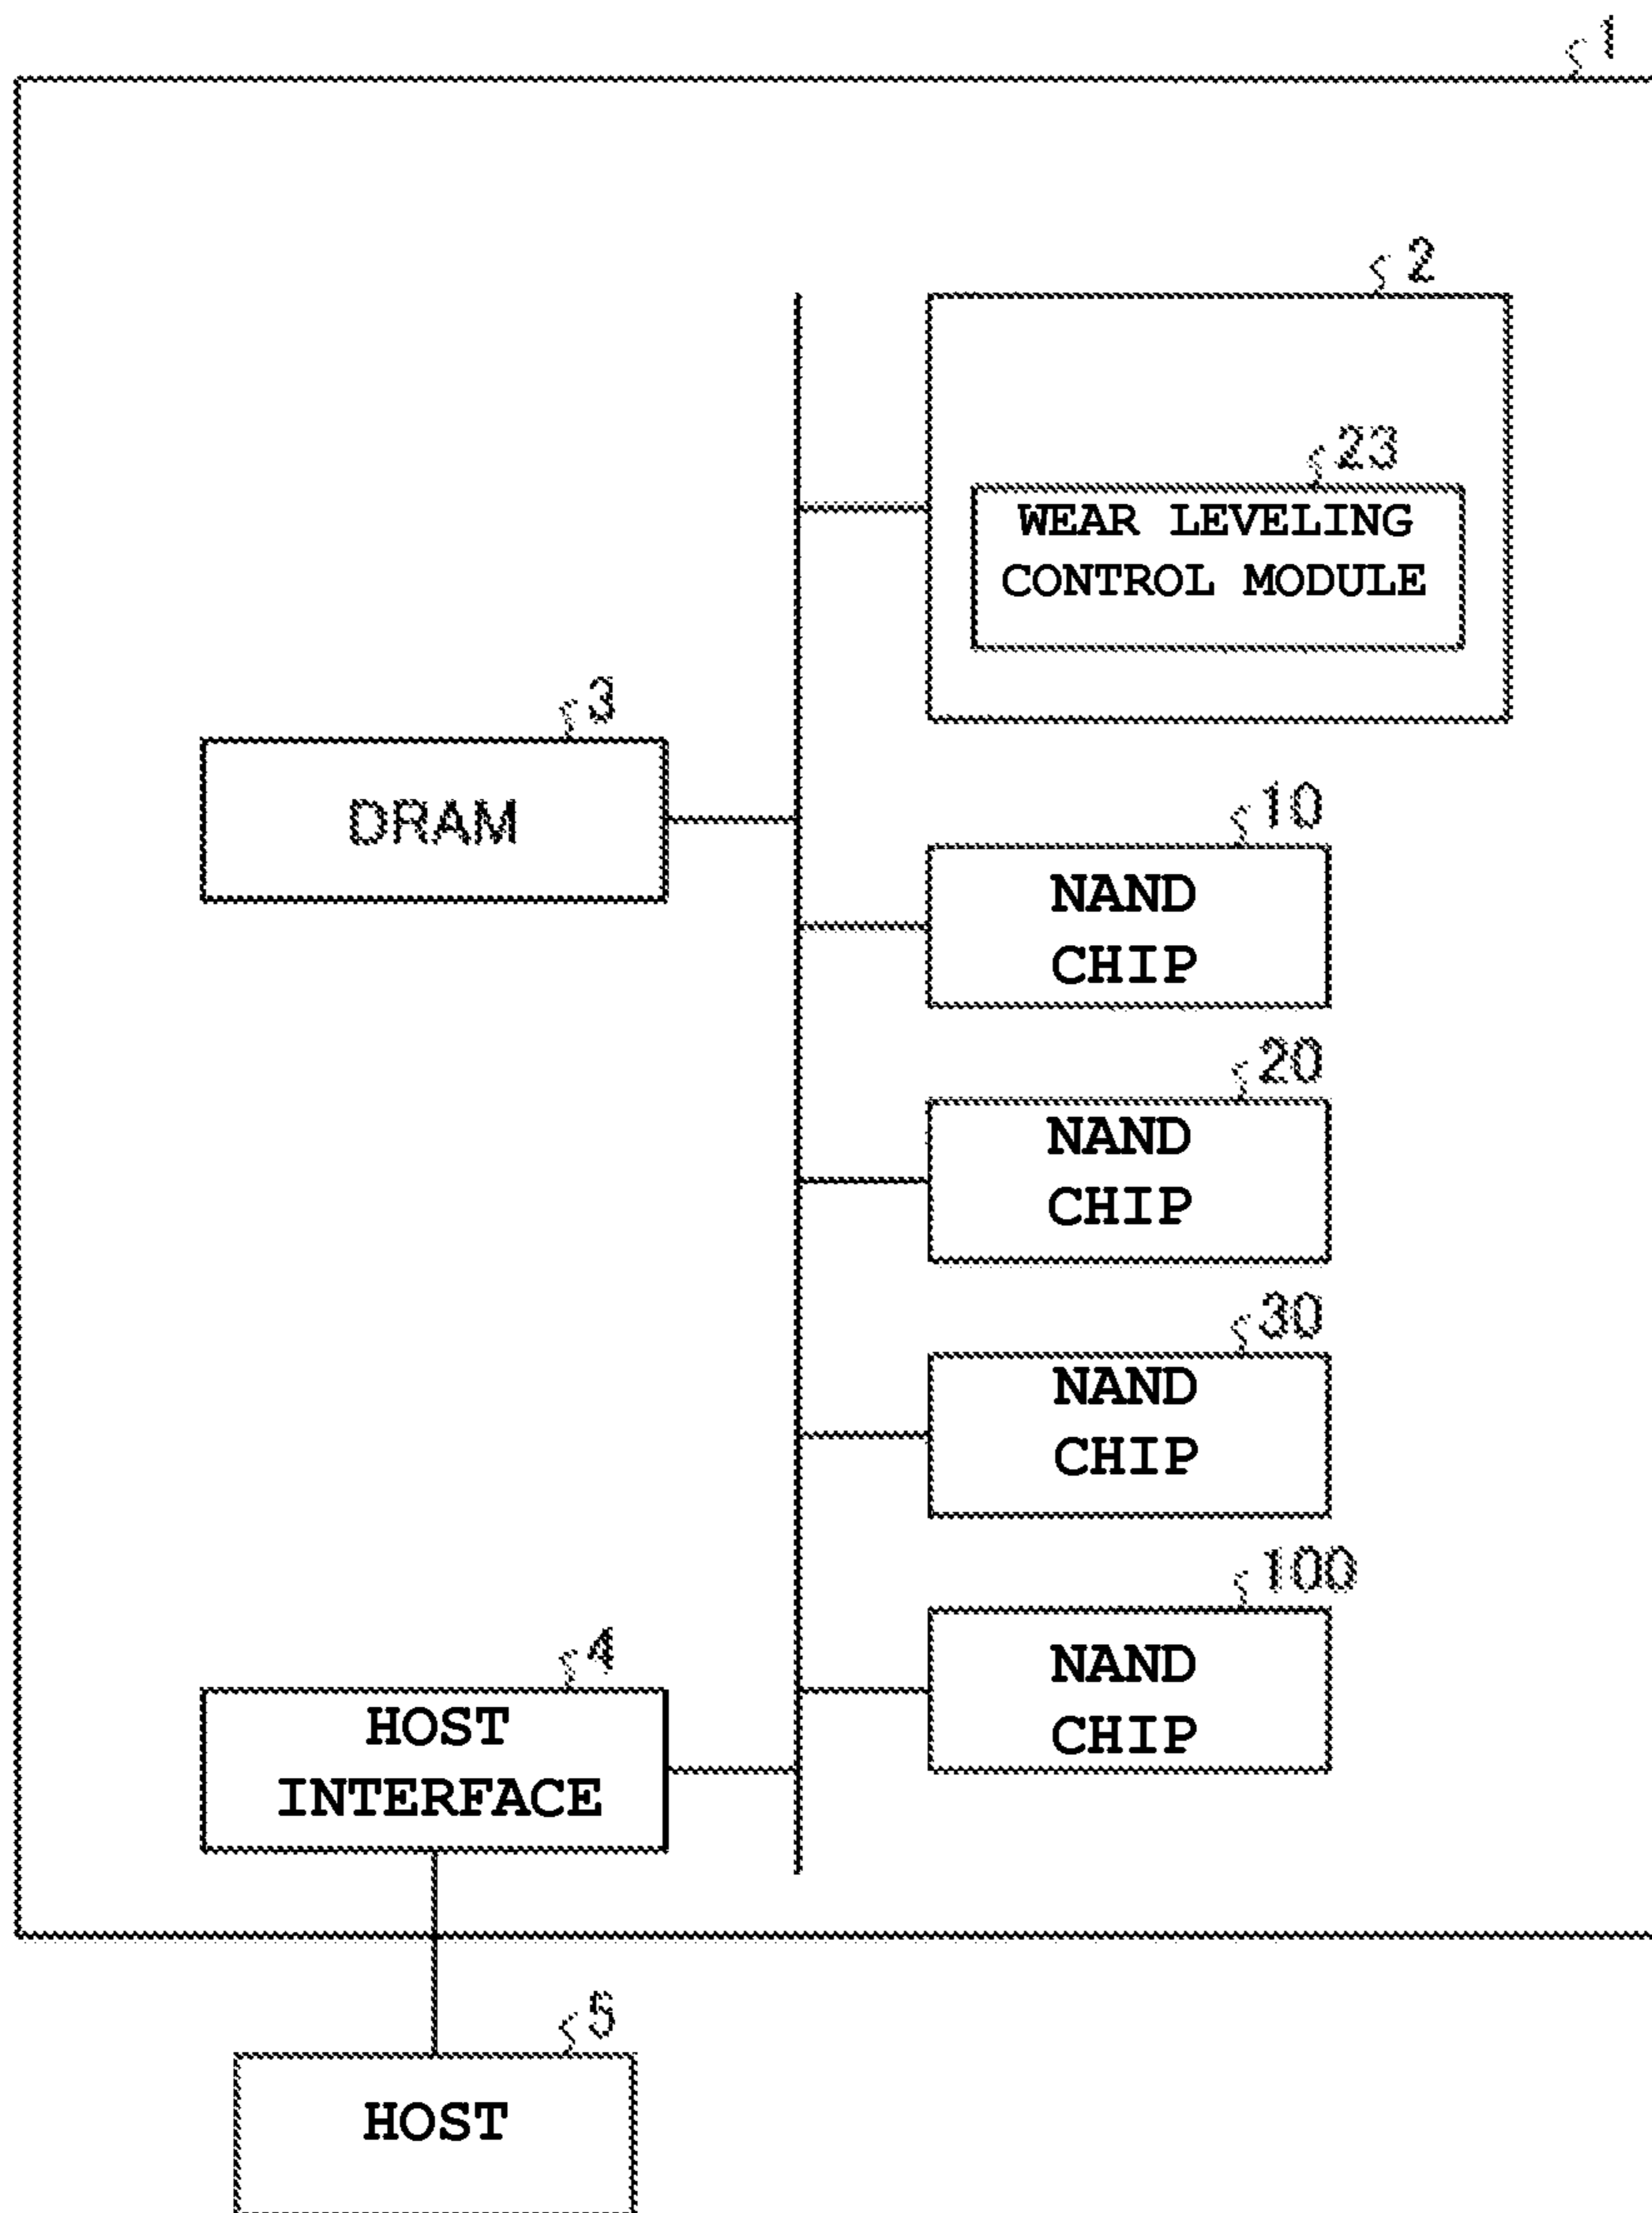 1
2
23
WEAR LEVELING
CONTROL MODULE
3
DRAM
10
NAND
CHIP
20
NAND
CHIP
30
NAND
CHIP
100
NAND
CHIP
4
HOST
INTERFACE
5
HOST